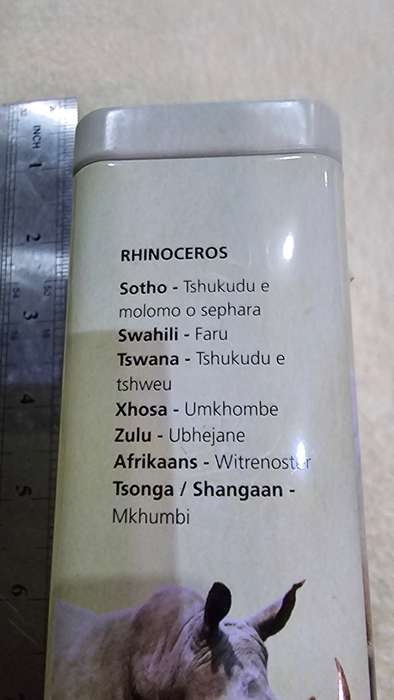 RHINOCEROS
Sotho - Tshukudu e
molomo o sephara
Swahili - Faru
Tswana - Tshukudu e
tshweu
Xhosa - Umkhombe
Zulu - Ubhejane
Afrikaans - Witrenoster
Tsonga / Shangaan -
Mkhumbi
INCH
1
2
3
4
5
6